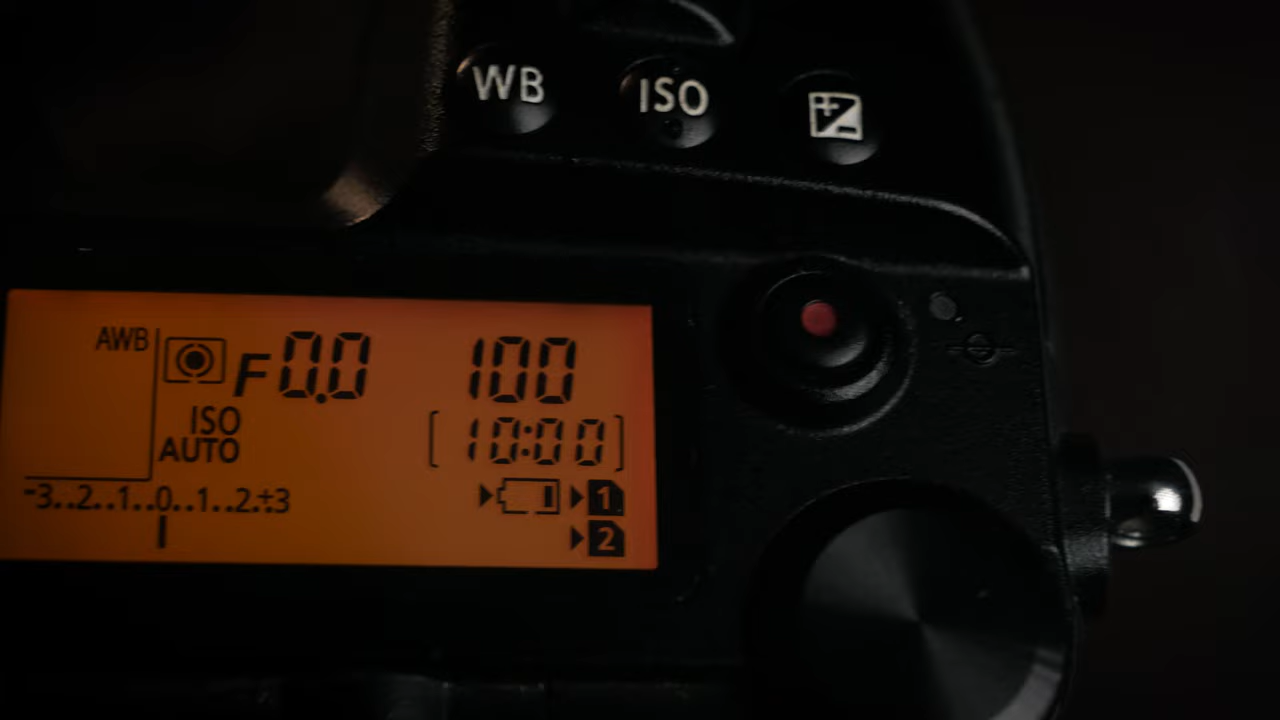 WB ISO
AWB F0.0 100
ISO
AUTO
[10:00]
-3..2..1..0..1..2.+3
1
2